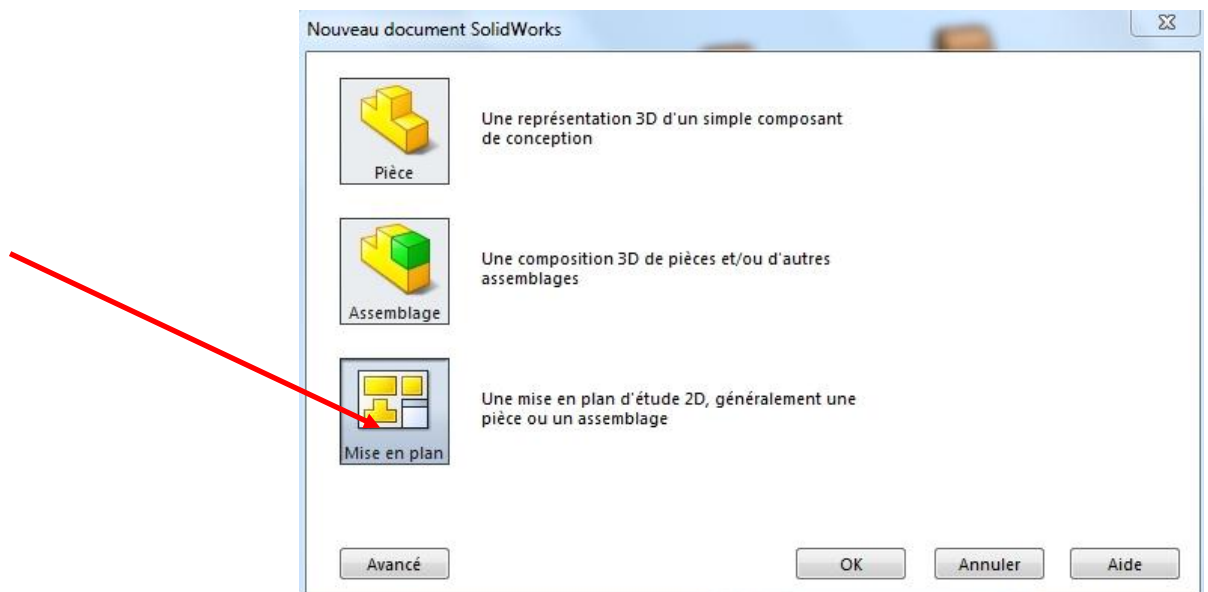 Nouveau document SolidWorks
Une représentation 3D d'un simple composant
de conception
Pièce
Une composition 3D de pièces et/ou d'autres
assemblages
Assemblage
Une mise en plan d'étude 2D, généralement une
pièce ou un assemblage
Mise en plan
Avancé OK Annuler Aide